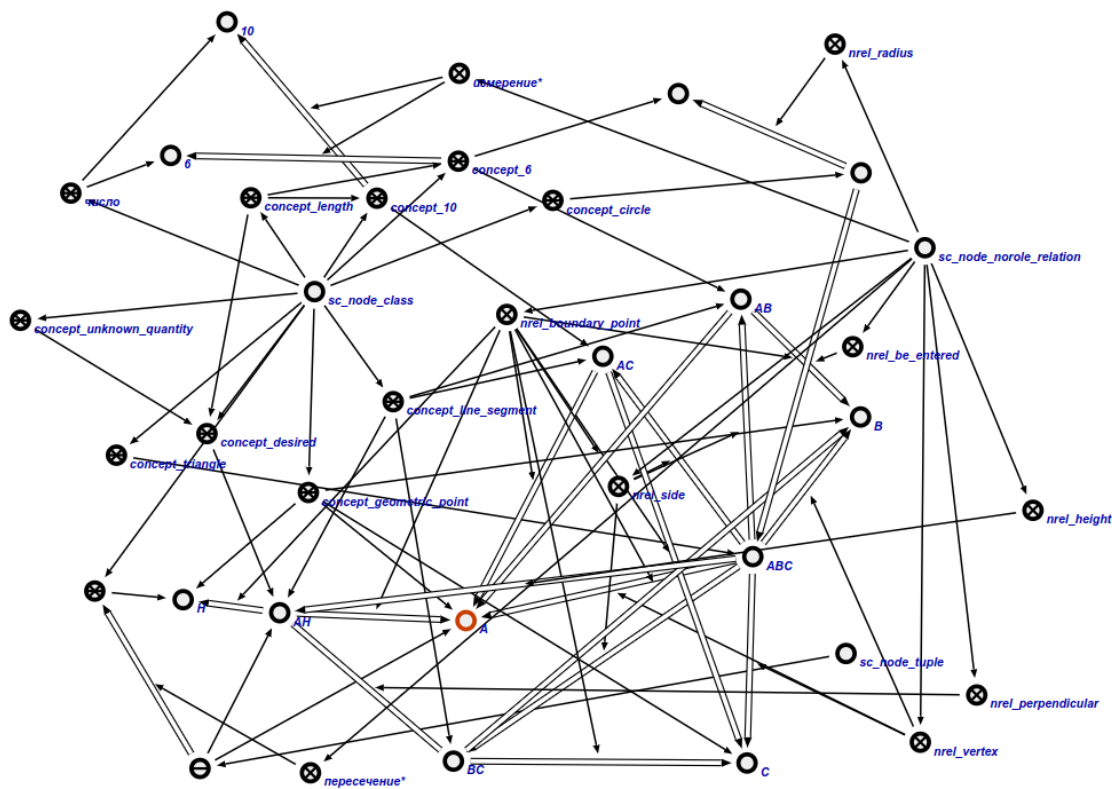 10
nrel_radius
измерение*
6
concept_6
число
concept_length
concept_10
concept_circle
sc_node_norole_relation
sc_node_class
AB
concept_unknown_quantity
nrel_boundary_point
nrel_be_entered
AC
concept_line_segment
B
concept_desired
concept_triangle
concept_geometric_point
nrel_side
nrel_height
ABC
H
AH
A
sc_node_tuple
nrel_perpendicular
nrel_vertex
BC
C
пересечение*